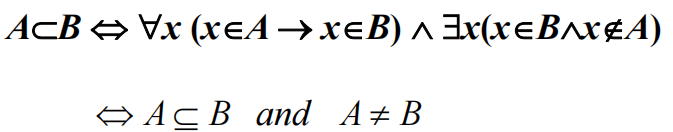 A⊂B ⇔ ∀x (x∈A → x∈B) ∧ ∃x(x∈B∧x∉A)
⇔ A ⊆ B and A ≠ B